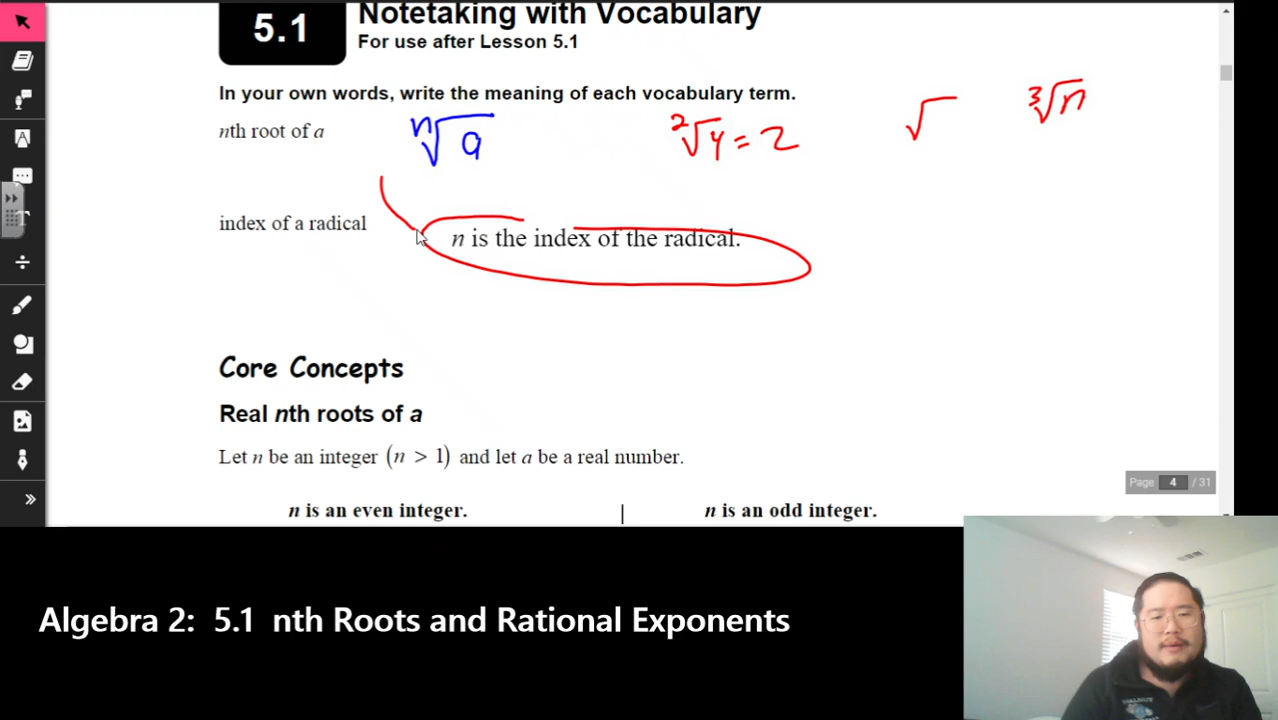 5.1 Notetaking with Vocabulary
For use after Lesson 5.1
In your own words, write the meaning of each vocabulary term.
nth root of a
ⁿ√a
²√4 = 2
√
³√n
index of a radical
n is the index of the radical.
Core Concepts
Real nth roots of a
Let n be an integer (n > 1) and let a be a real number.
n is an even integer.
n is an odd integer.
Page 4 / 31
Algebra 2: 5.1 nth Roots and Rational Exponents